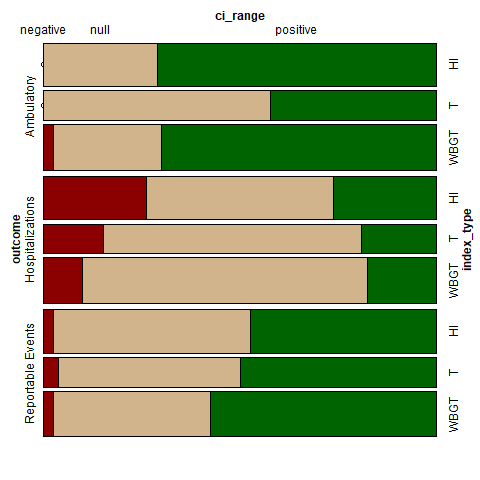 ci_range
negative null positive
outcome
Ambulatory
Hospitalizations
Reportable Events
HI
T
WBGT
HI
T
WBGT
HI
T
WBGT
index_type